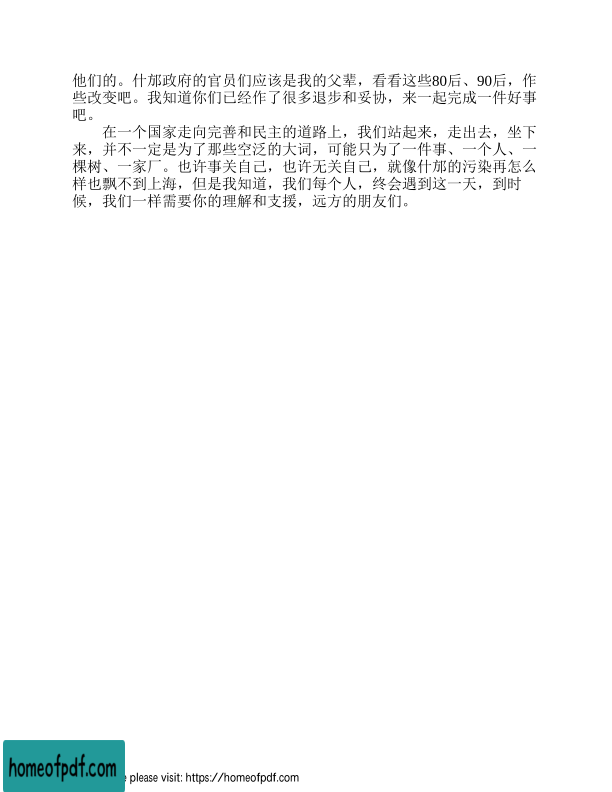 他们的。什邡政府的官员们应该是我的父辈，看看这些80后、90后，作
些改变吧。我知道你们已经作了很多退步和妥协，来一起完成一件好事
吧。
在一个国家走向完善和民主的道路上，我们站起来，走出去，坐下
来，并不一定是为了那些空泛的大词，可能只为了一件事、一个人、一
棵树、一家厂。也许事关自己，也许无关自己，就像什邡的污染再怎么
样也飘不到上海，但是我知道，我们每个人，终会遇到这一天，到时
候，我们一样需要你的理解和支援，远方的朋友们。
homeofpdf.com
e please visit: https://homeofpdf.com